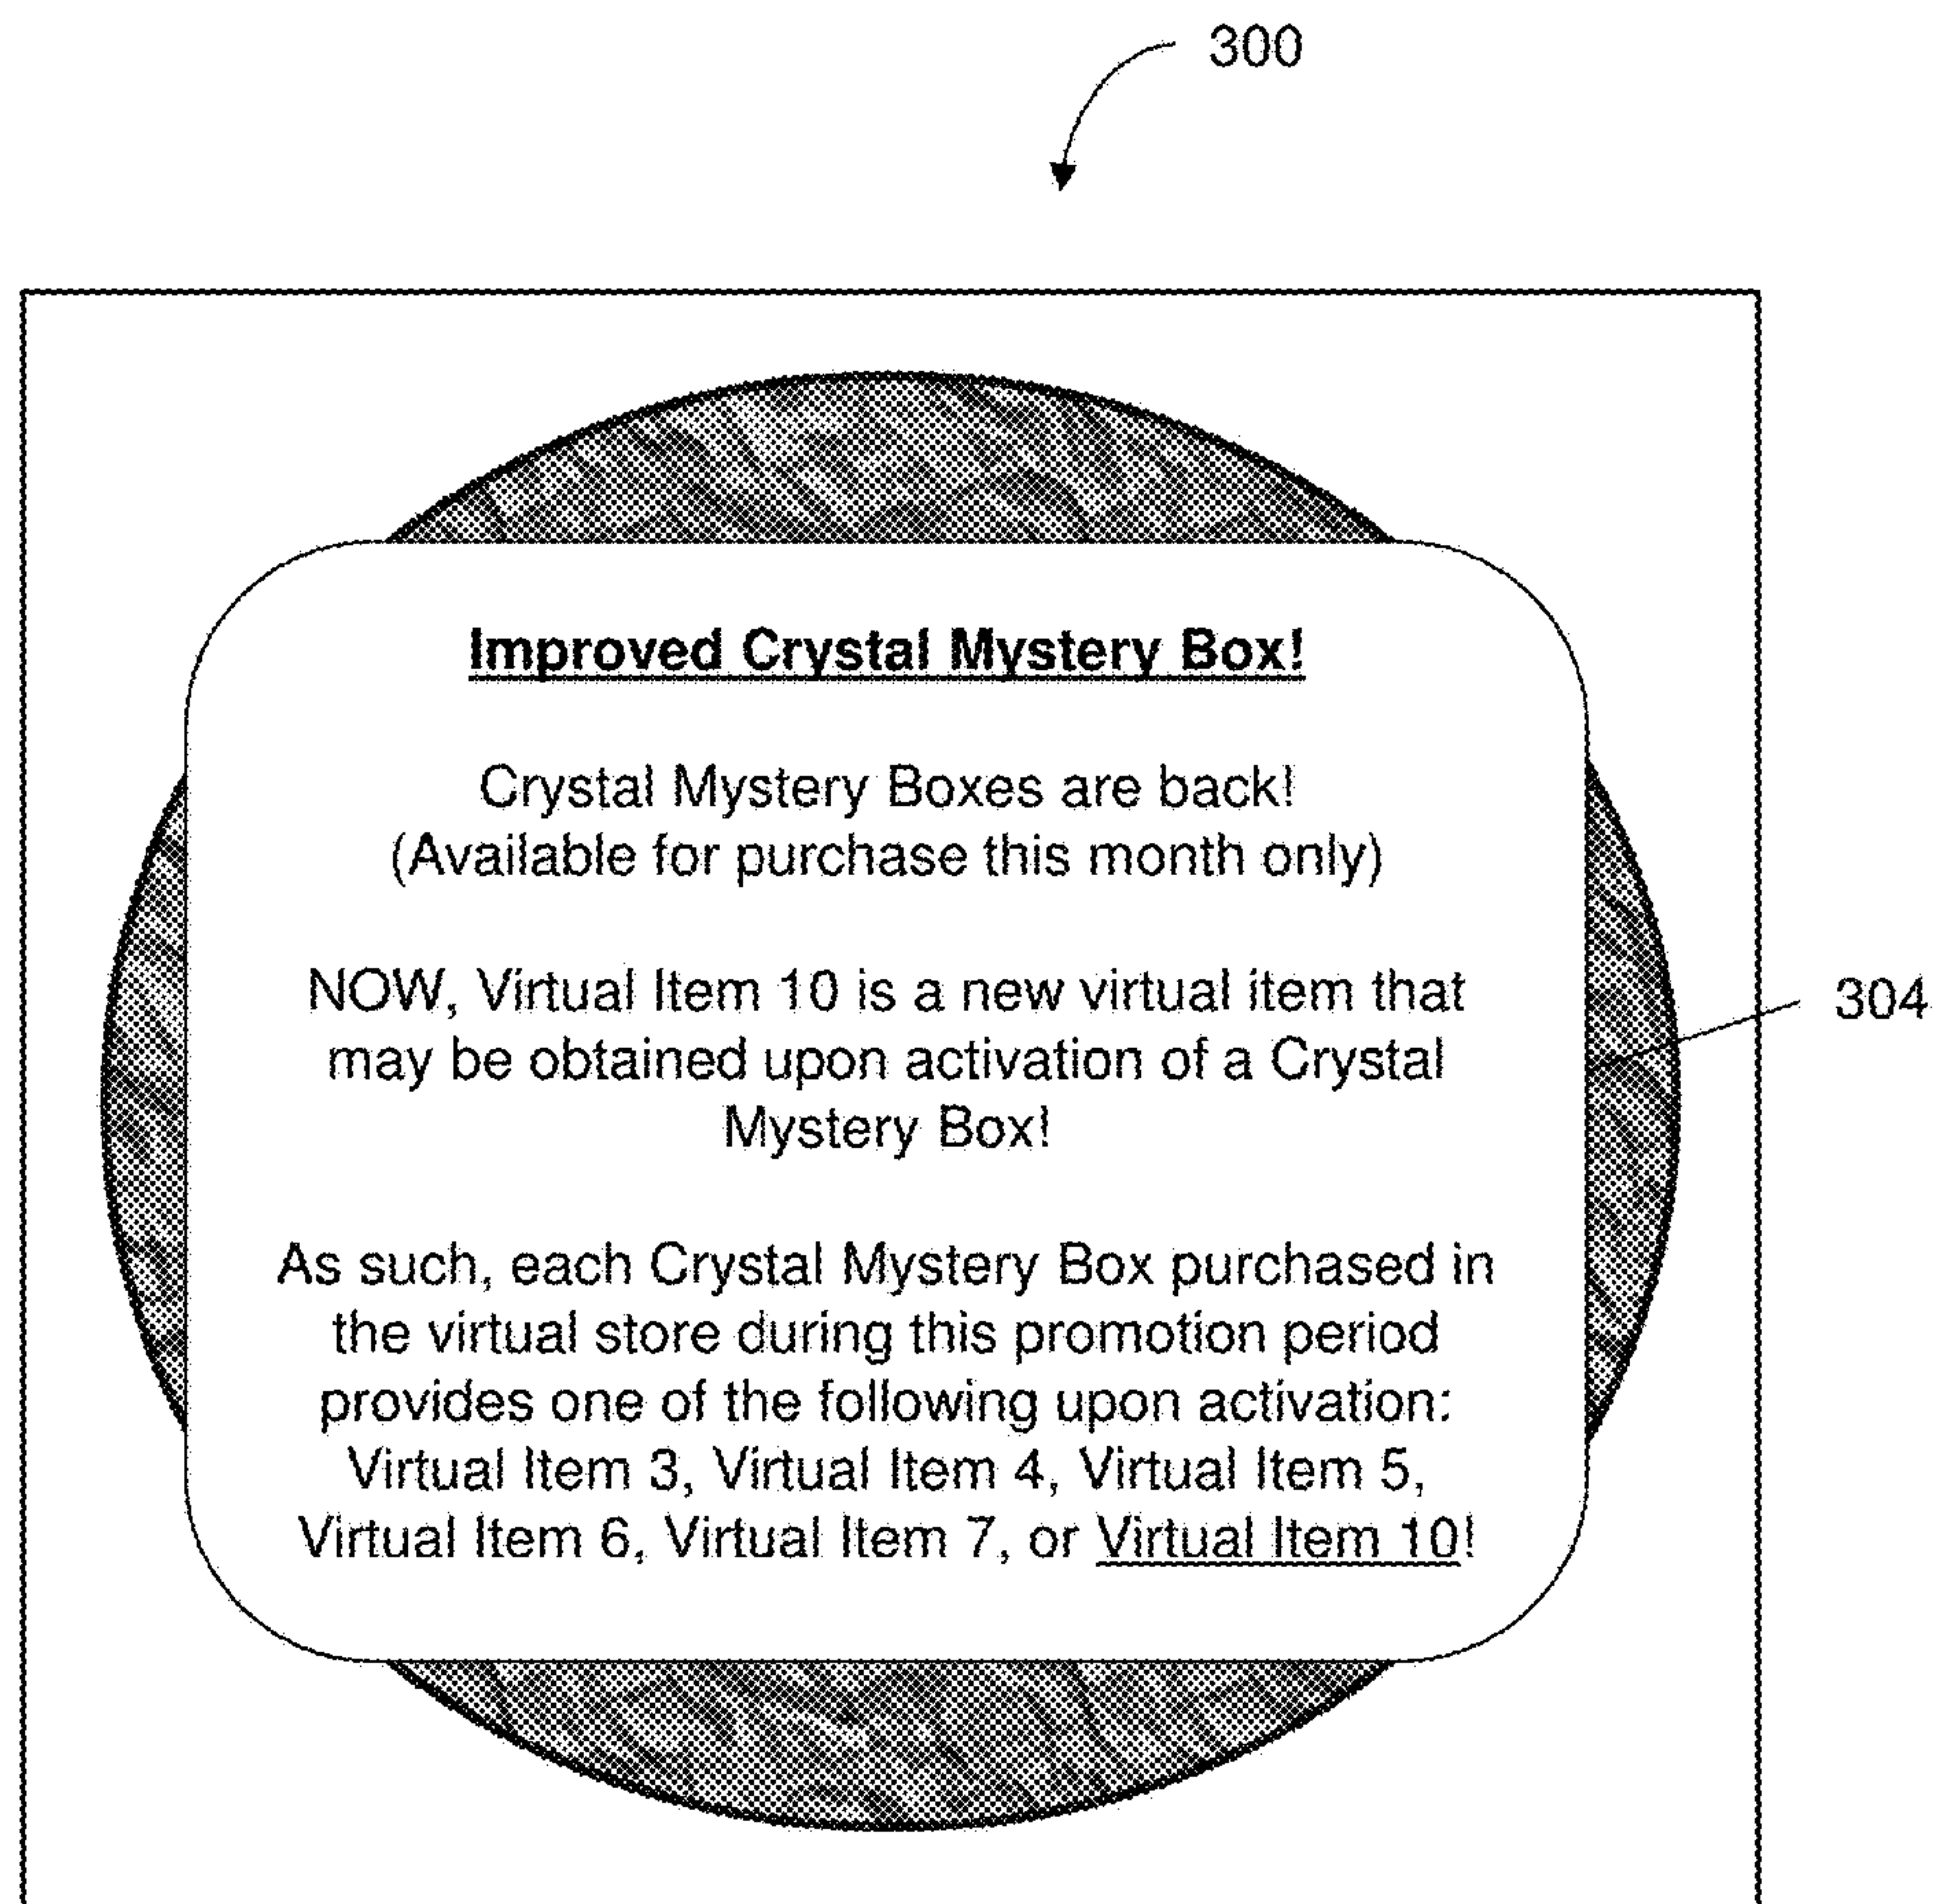 300
Improved Crystal Mystery Box!
Crystal Mystery Boxes are back!
(Available for purchase this month only)
NOW, Virtual Item 10 is a new virtual item that
may be obtained upon activation of a Crystal
Mystery Box!
304
As such, each Crystal Mystery Box purchased in
the virtual store during this promotion period
provides one of the following upon activation:
Virtual Item 3, Virtual Item 4, Virtual Item 5,
Virtual Item 6, Virtual Item 7, or Virtual Item 10!